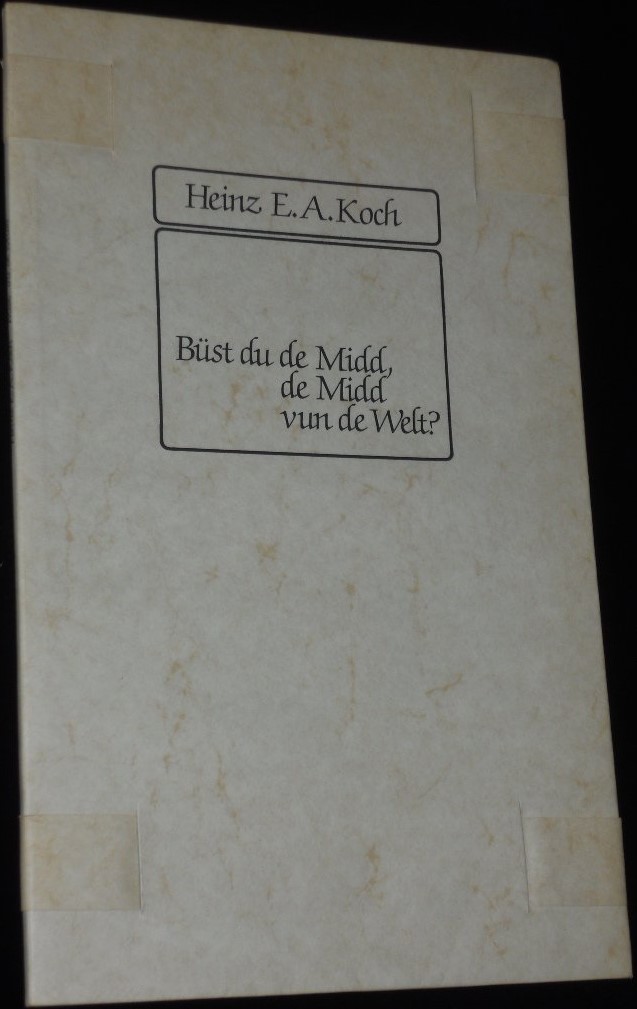 Heinz E.A.Koch
Büst du de Midd,
de Midd
vun de Welt?